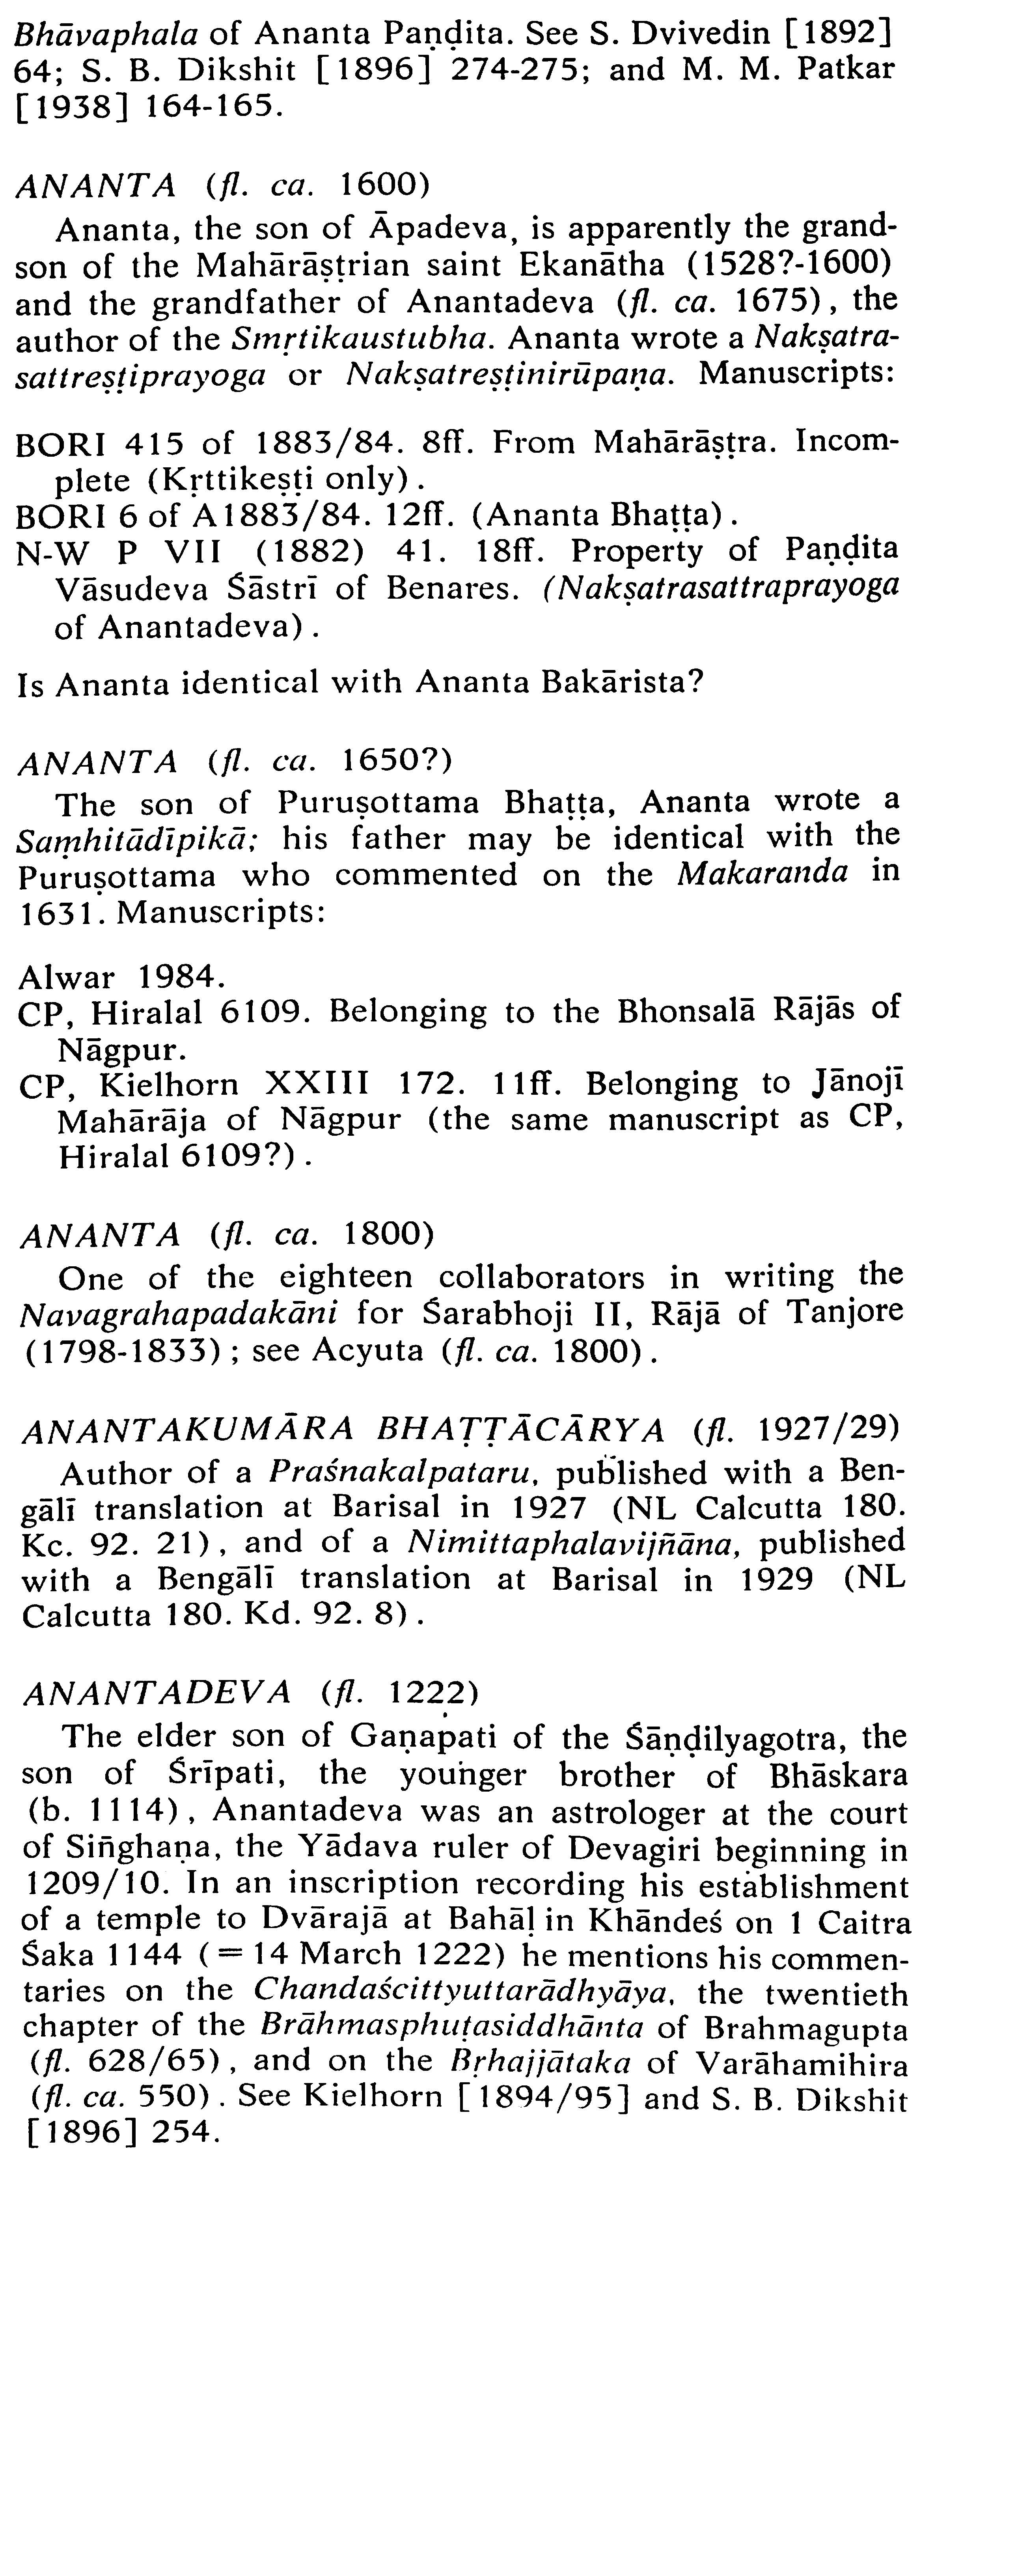 Bhāvaphala of Ananta Paṇḍita. See S. Dvivedin [1892]
64; S. B. Dikshit [1896] 274-275; and M. M. Patkar
[1938] 164-165.
ANANTA (fl. ca. 1600)
Ananta, the son of Āpadeva, is apparently the grand-
son of the Mahārāṣṭrian saint Ekanātha (1528?-1600)
and the grandfather of Anantadeva (fl. ca. 1675), the
author of the Smṛtikaustubha. Ananta wrote a Nakṣatra-
sattreṣṭiprayoga or Nakṣatreṣṭinirūpaṇa. Manuscripts:
BORI 415 of 1883/84. 8ff. From Mahārāṣṭra. Incom-
plete (Kṛttikeṣṭi only).
BORI 6 of A1883/84. 12ff. (Ananta Bhaṭṭa).
N-W P VII (1882) 41. 18ff. Property of Paṇḍita
Vāsudeva Śāstrī of Benares. (Nakṣatrasattraprayoga
of Anantadeva).
Is Ananta identical with Ananta Bakārista?
ANANTA (fl. ca. 1650?)
The son of Puruṣottama Bhaṭṭa, Ananta wrote a
Saṃhitādīpikā; his father may be identical with the
Puruṣottama who commented on the Makaranda in
1631. Manuscripts:
Alwar 1984.
CP, Hiralal 6109. Belonging to the Bhonsalā Rājās of
Nāgpur.
CP, Kielhorn XXIII 172. 11ff. Belonging to Jānojī
Mahārāja of Nāgpur (the same manuscript as CP,
Hiralal 6109?).
ANANTA (fl. ca. 1800)
One of the eighteen collaborators in writing the
Navagrahapadakāni for Śarabhoji II, Rājā of Tanjore
(1798-1833); see Acyuta (fl. ca. 1800).
ANANTAKUMĀRA BHAṬṬĀCĀRYA (fl. 1927/29)
Author of a Praśnakalpataru, published with a Ben-
gālī translation at Barisal in 1927 (NL Calcutta 180.
Kc. 92. 21), and of a Nimittaphalavijñāna, published
with a Bengālī translation at Barisal in 1929 (NL
Calcutta 180. Kd. 92. 8).
ANANTADEVA (fl. 1222)
The elder son of Gaṇapati of the Śāṇḍilyagotra, the
son of Śrīpati, the younger brother of Bhāskara
(b. 1114), Anantadeva was an astrologer at the court
of Siñghaṇa, the Yādava ruler of Devagiri beginning in
1209/10. In an inscription recording his establishment
of a temple to Dvārajā at Bahāḷ in Khāndeś on 1 Caitra
Śaka 1144 (= 14 March 1222) he mentions his commen-
taries on the Chandaścittyuttarādhyāya, the twentieth
chapter of the Brāhmasphuṭasiddhānta of Brahmagupta
(fl. 628/65), and on the Bṛhajjātaka of Varāhamihira
(fl. ca. 550). See Kielhorn [1894/95] and S. B. Dikshit
[1896] 254.